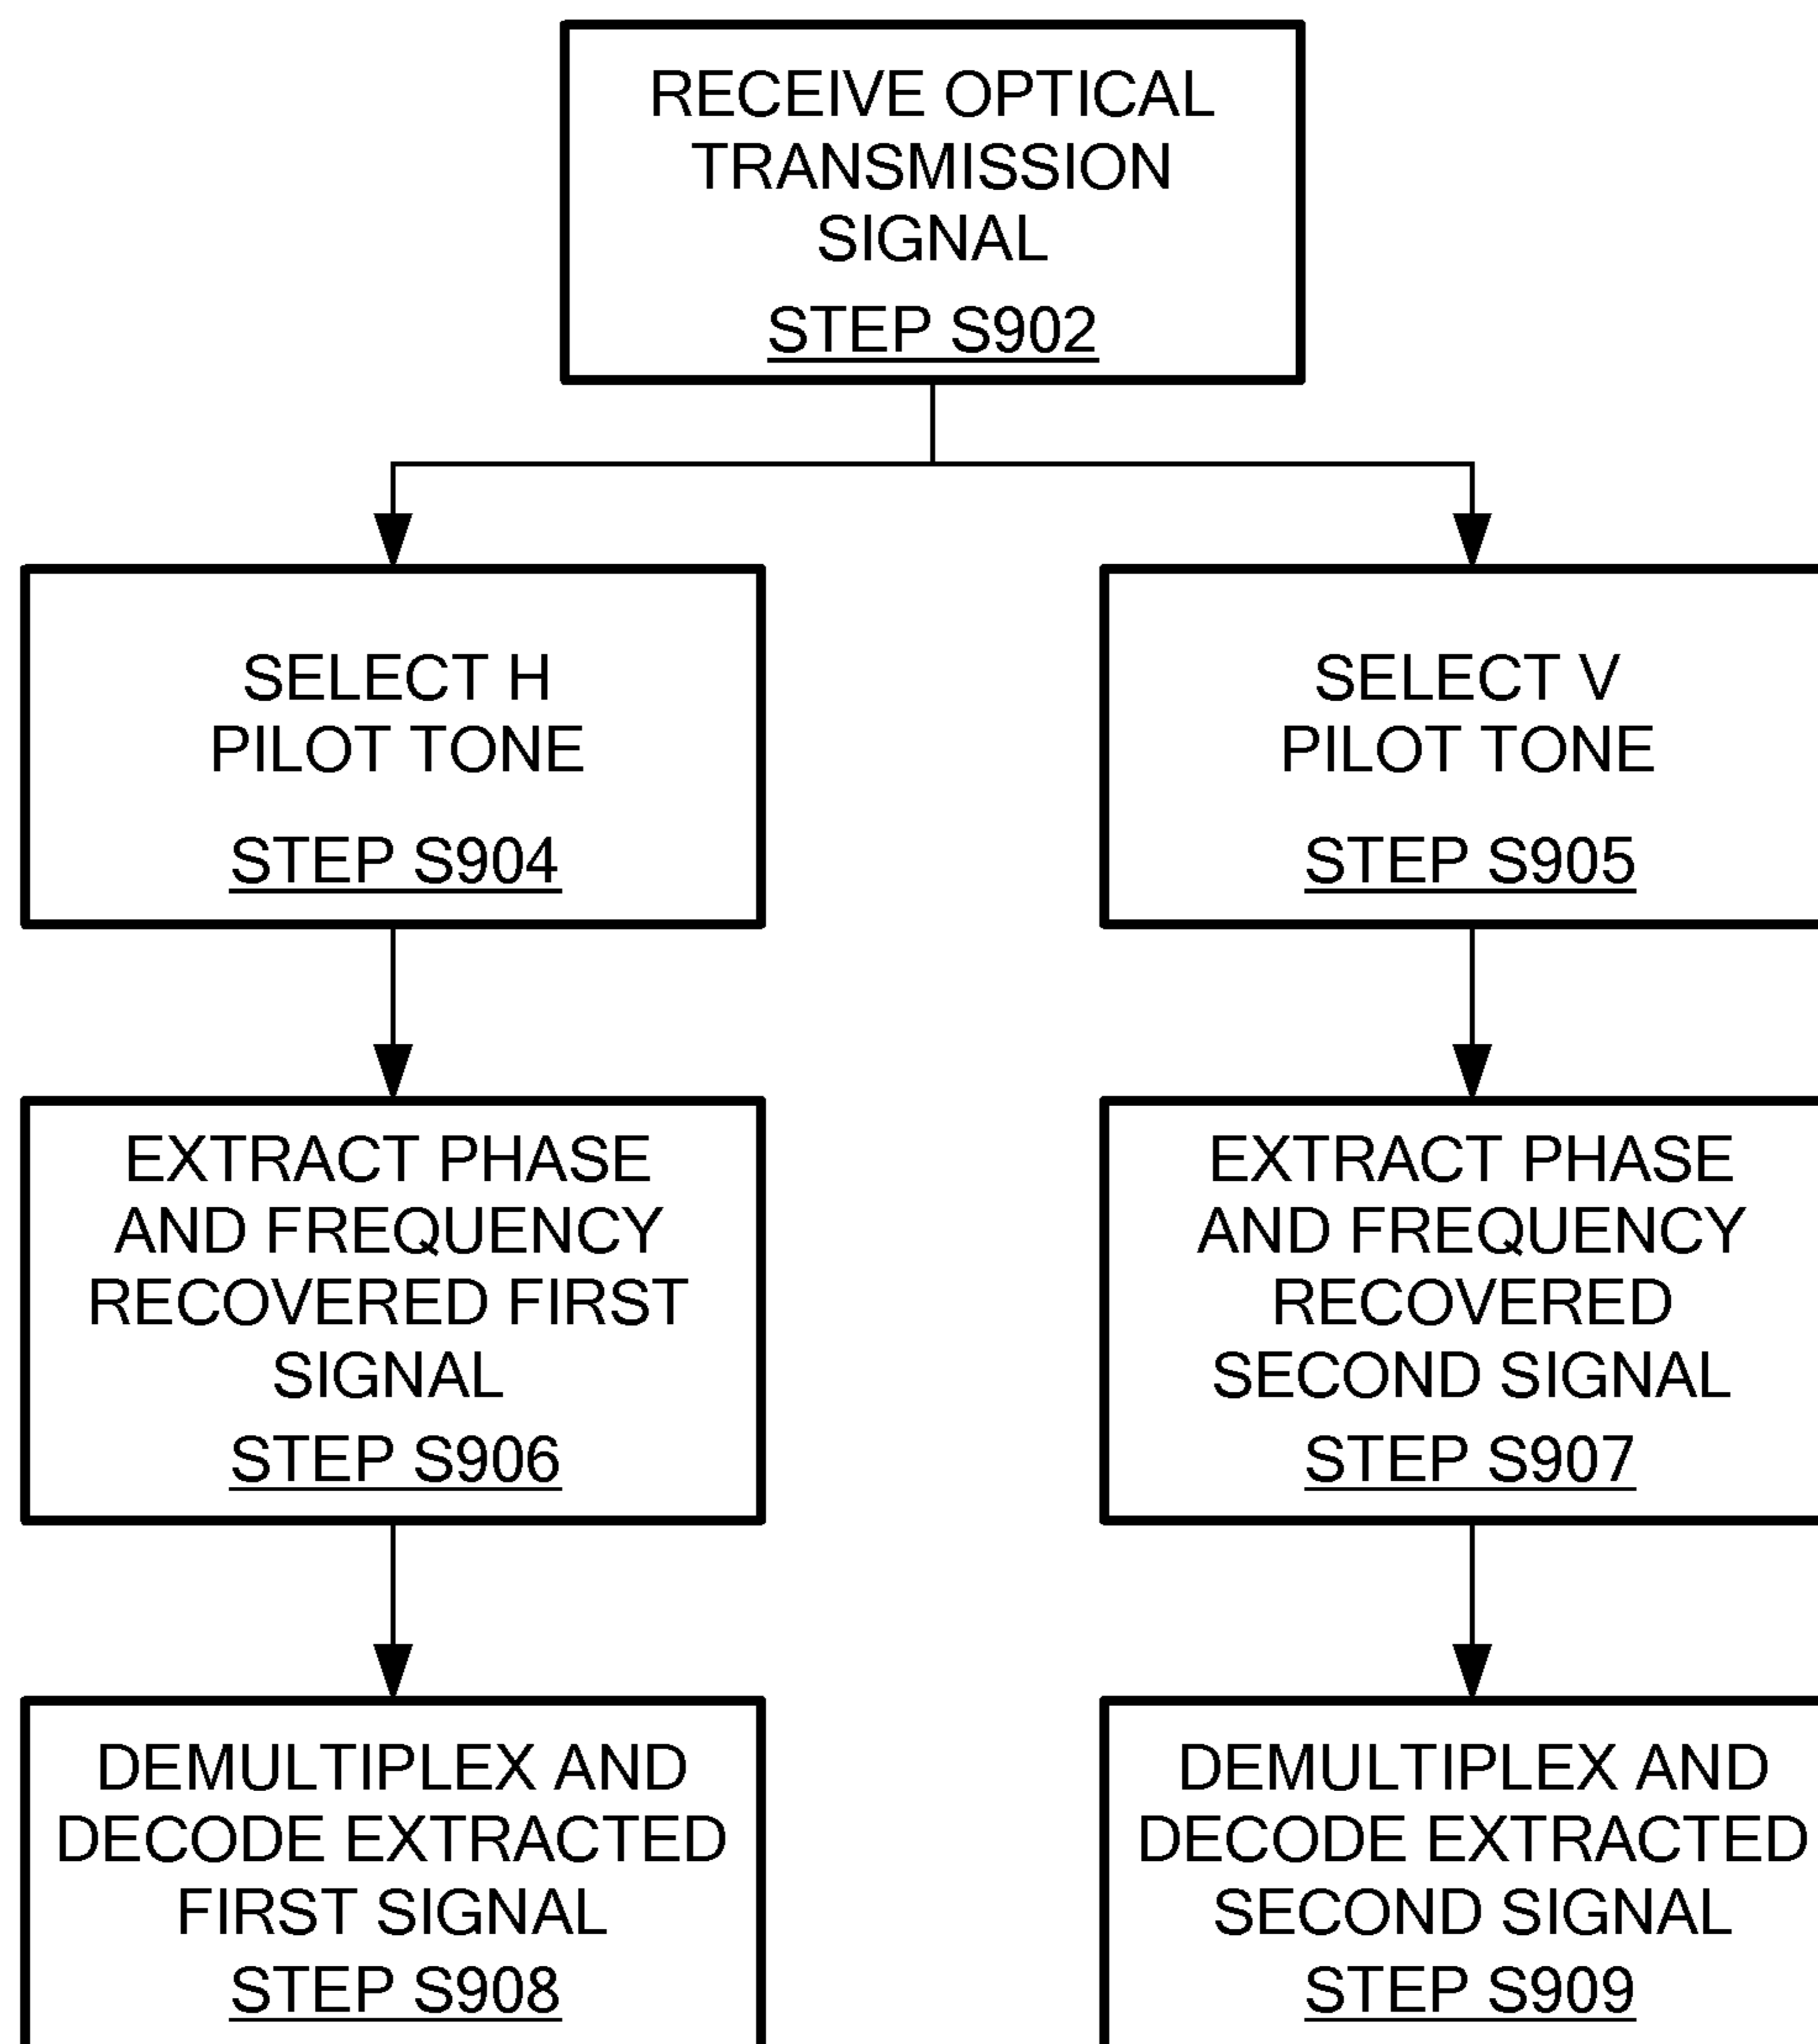 RECEIVE OPTICAL
TRANSMISSION
SIGNAL
STEP S902
SELECT H
PILOT TONE
STEP S904
SELECT V
PILOT TONE
STEP S905
EXTRACT PHASE
AND FREQUENCY
RECOVERED FIRST
SIGNAL
STEP S906
EXTRACT PHASE
AND FREQUENCY
RECOVERED
SECOND SIGNAL
STEP S907
DEMULTIPLEX AND
DECODE EXTRACTED
FIRST SIGNAL
STEP S908
DEMULTIPLEX AND
DECODE EXTRACTED
SECOND SIGNAL
STEP S909